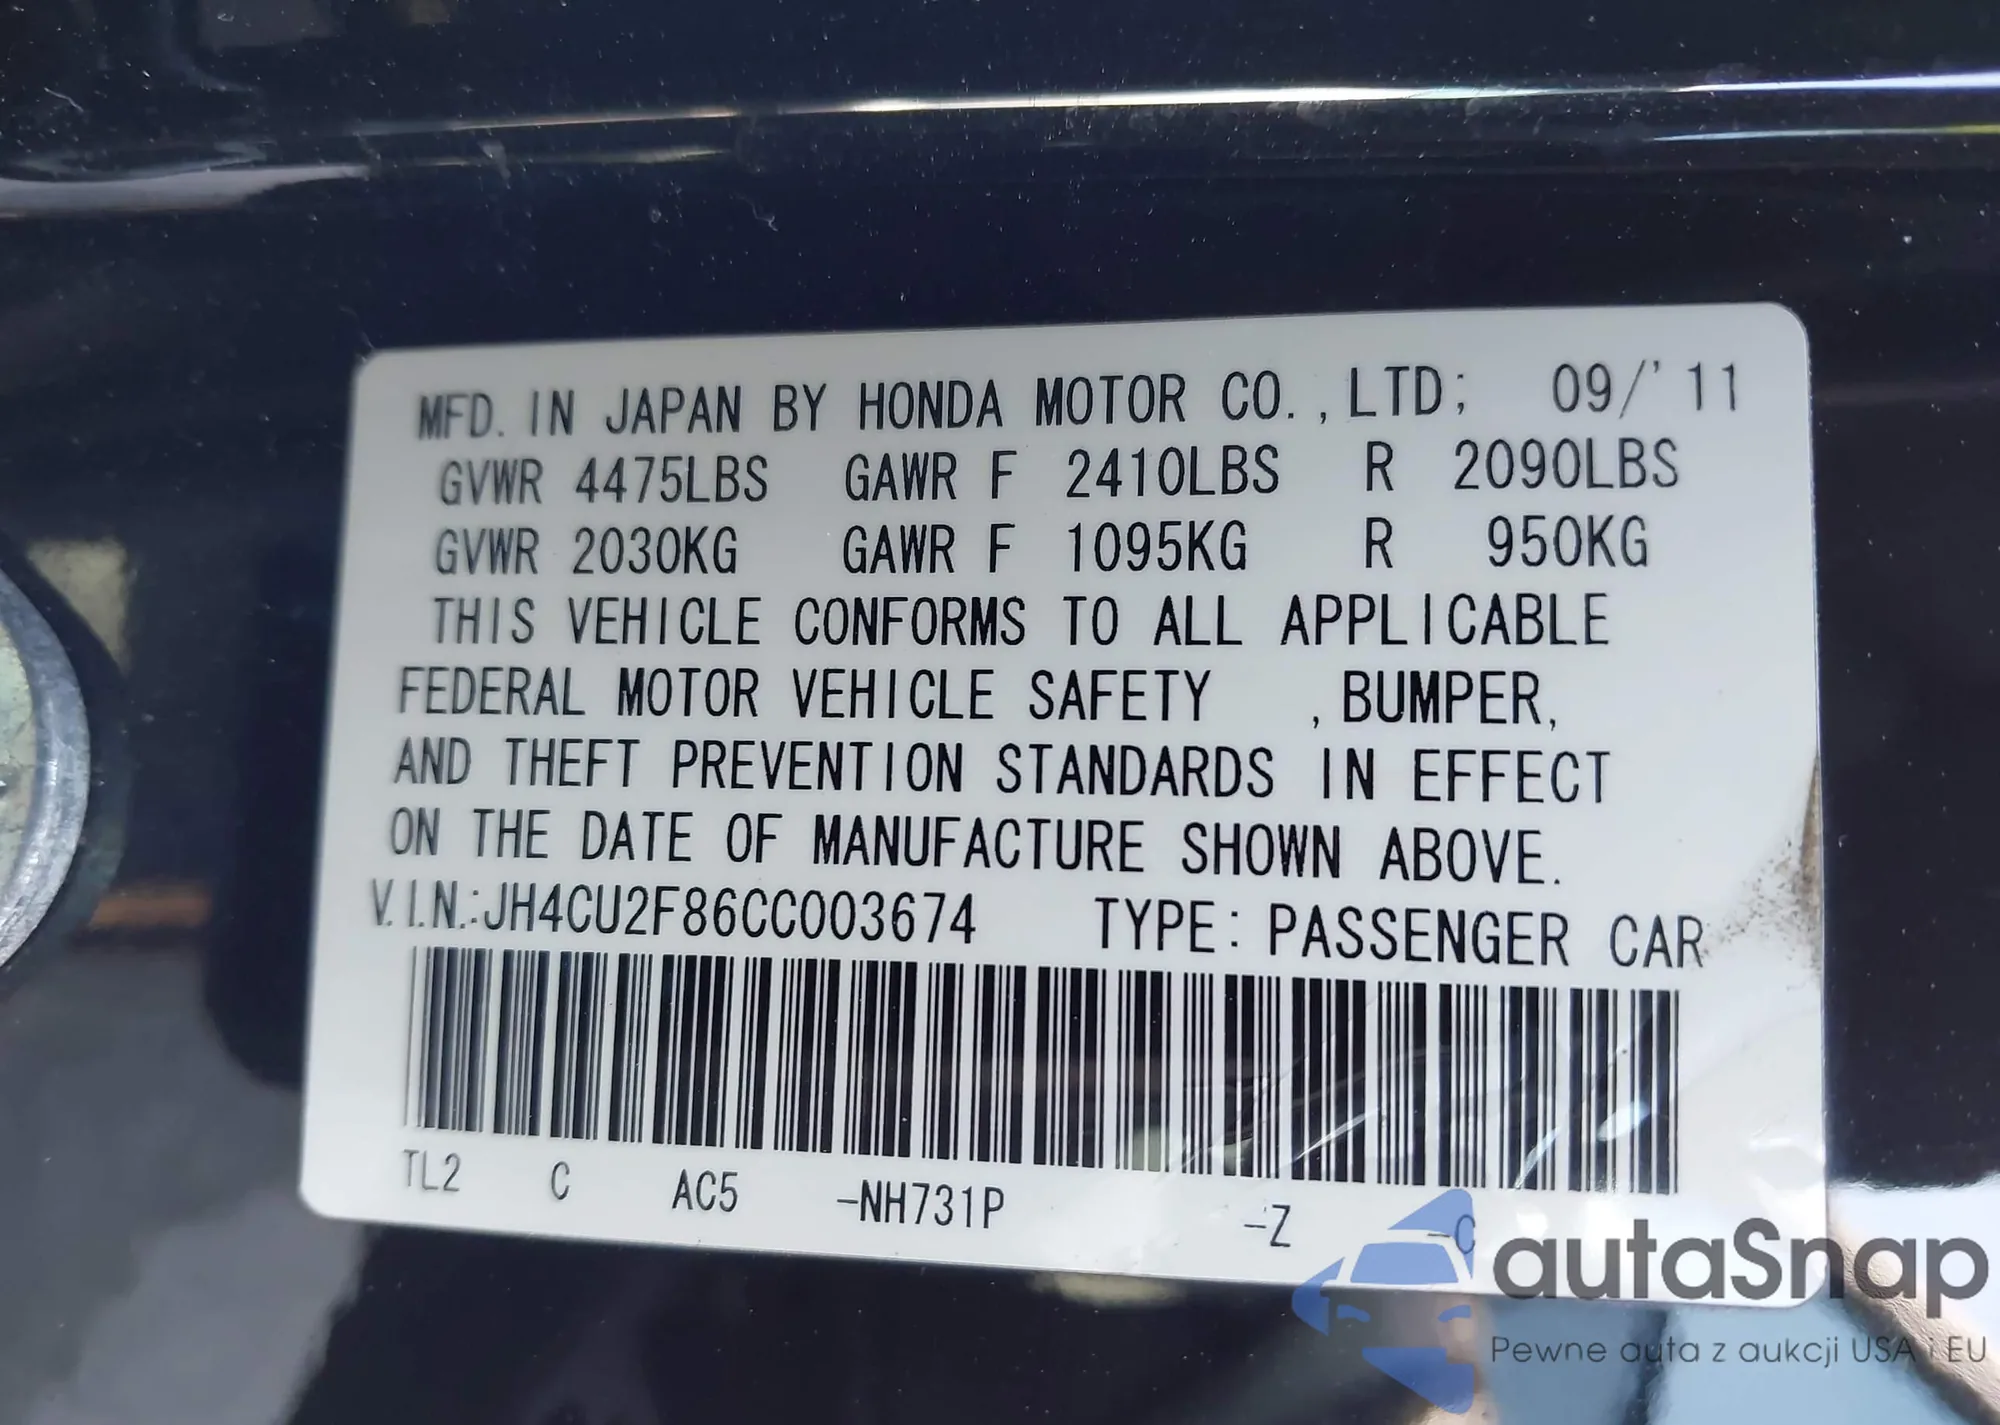 MFD. IN JAPAN BY HONDA MOTOR CO., LTD; 09/'11
GVWR 4475LBS GAWR F 2410LBS R 2090LBS
GVWR 2030KG GAWR F 1095KG R 950KG
THIS VEHICLE CONFORMS TO ALL APPLICABLE
FEDERAL MOTOR VEHICLE SAFETY , BUMPER,
AND THEFT PREVENTION STANDARDS IN EFFECT
ON THE DATE OF MANUFACTURE SHOWN ABOVE.
V.I.N.:JH4CU2F86CC003674 TYPE: PASSENGER CAR
TL2 C AC5 -NH731P -Z -C
autaSnap
Pewne auta z aukcji USA i EU